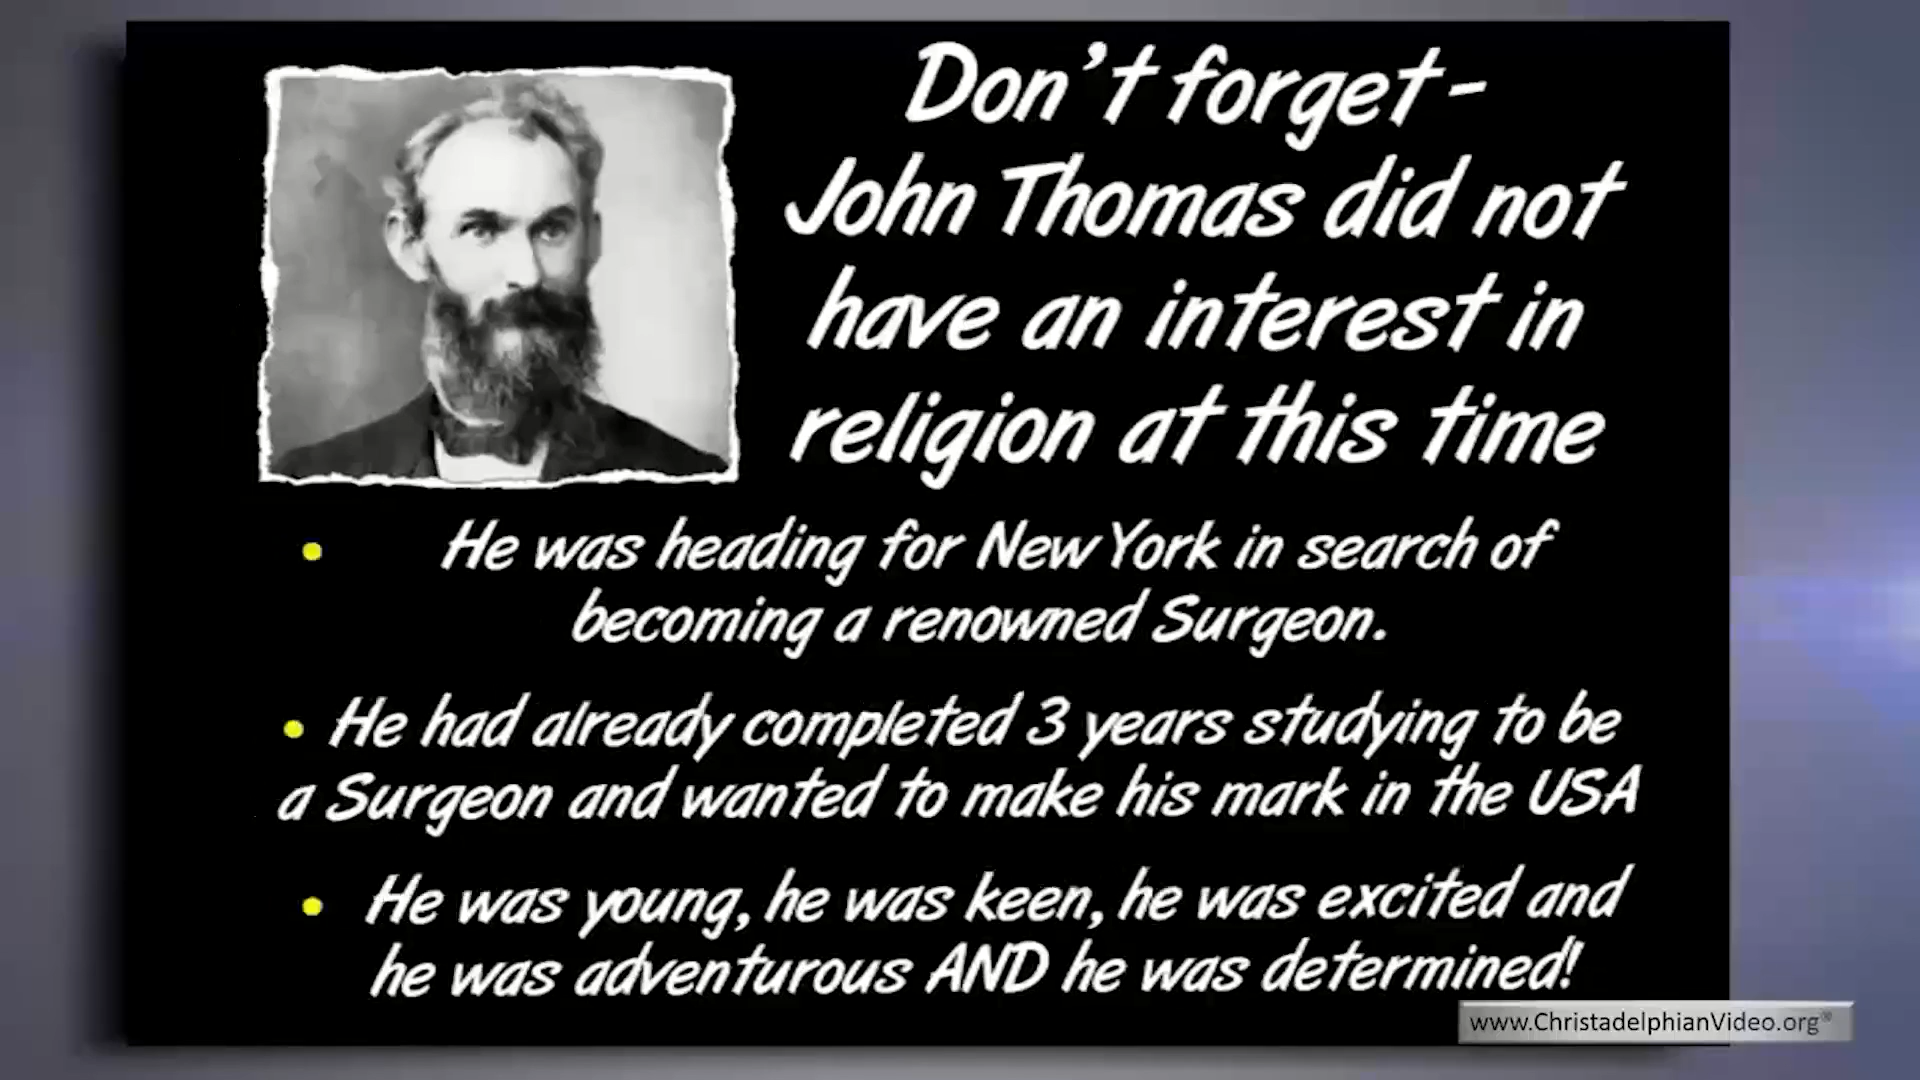 Don't forget -
John Thomas did not
have an interest in
religion at this time
• He was heading for New York in search of
becoming a renowned Surgeon.
• He had already completed 3 years studying to be
a Surgeon and wanted to make his mark in the USA
• He was young, he was keen, he was excited and
he was adventurous AND he was determined!
www.ChristadelphianVideo.org®